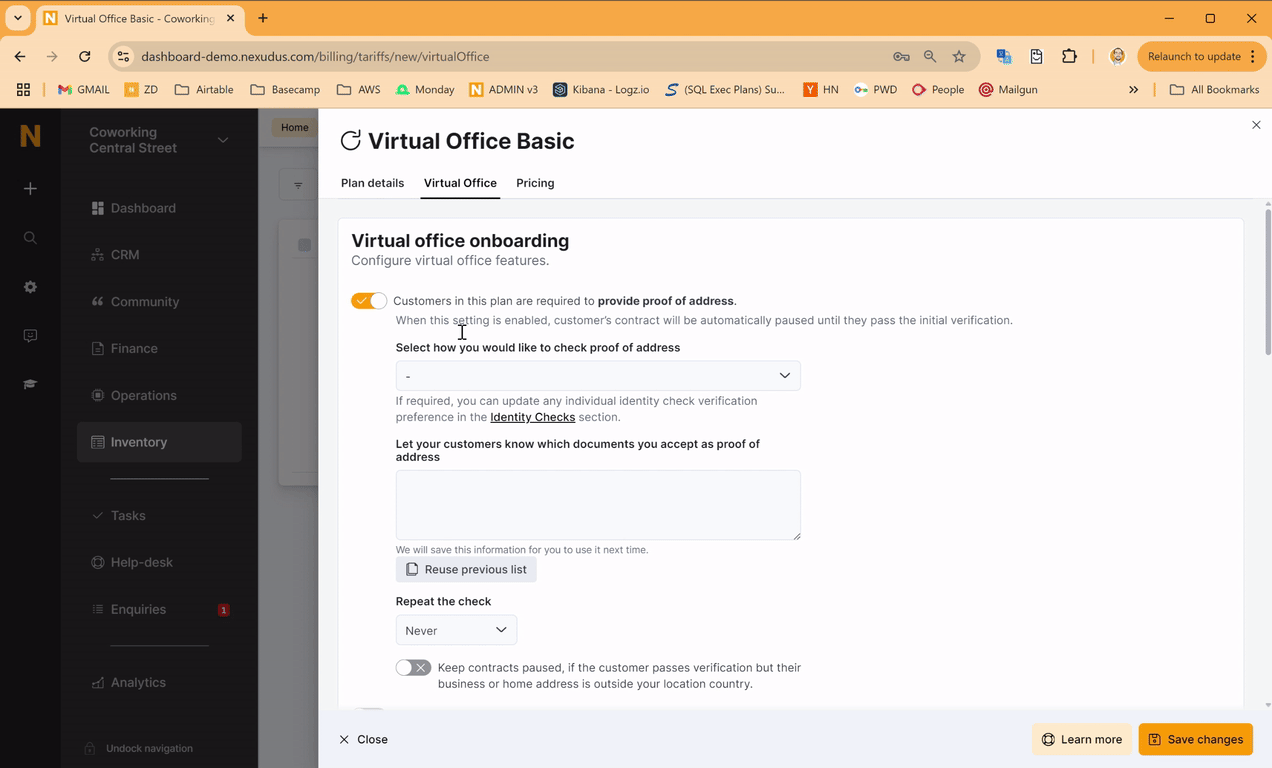 Virtual Office Basic - Coworking
dashboard-demo.nexudus.com/billing/tariffs/new/virtualOffice
Relaunch to update
GMAIL
ZD
Airtable
Basecamp
AWS
Monday
ADMIN v3
Kibana - Logz.io
(SQL Exec Plans) Su...
HN
PWD
People
Mailgun
All Bookmarks
Coworking
Central Street
Dashboard
CRM
Community
Finance
Operations
Inventory
Tasks
Help-desk
Enquiries
1
Analytics
Undock navigation
Home
Virtual Office Basic
Plan details
Virtual Office
Pricing
Virtual office onboarding
Configure virtual office features.
Customers in this plan are required to provide proof of address.
When this setting is enabled, customer's contract will be automatically paused until they pass the initial verification.
Select how you would like to check proof of address
-
If required, you can update any individual identity check verification
preference in the Identity Checks section.
Let your customers know which documents you accept as proof of
address
We will save this information for you to use it next time.
Reuse previous list
Repeat the check
Never
Keep contracts paused, if the customer passes verification but their
business or home address is outside your location country.
Close
Learn more
Save changes